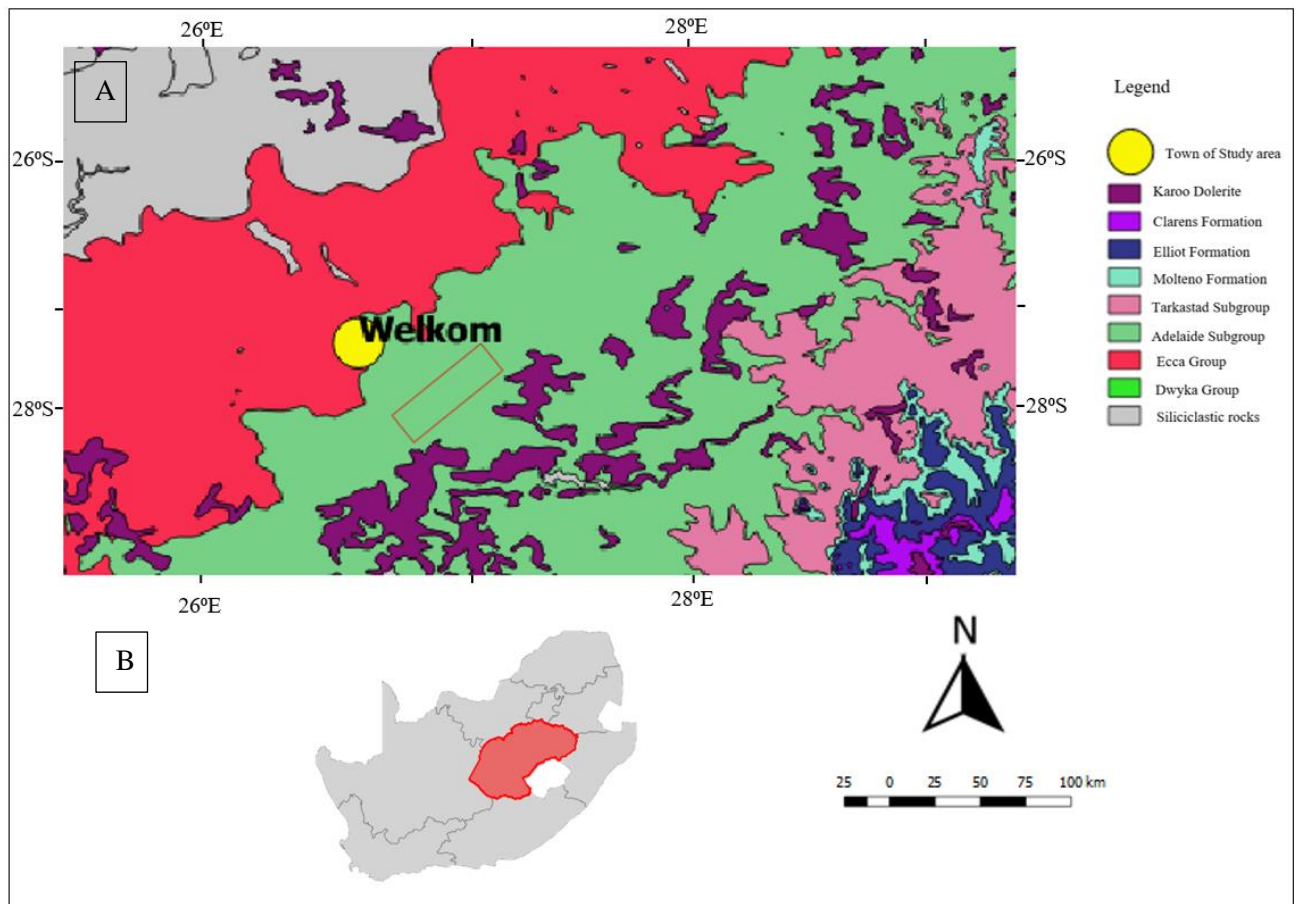 26ºE
28ºE
A
26ºS
26ºS
Welkom
28ºS
28ºS
26ºE
28ºE
Legend
Town of Study area
Karoo Dolerite
Clarens Formation
Elliot Formation
Molteno Formation
Tarkastad Subgroup
Adelaide Subgroup
Ecca Group
Dwyka Group
Siliciclastic rocks
B
N
25 0 25 50 75 100 km